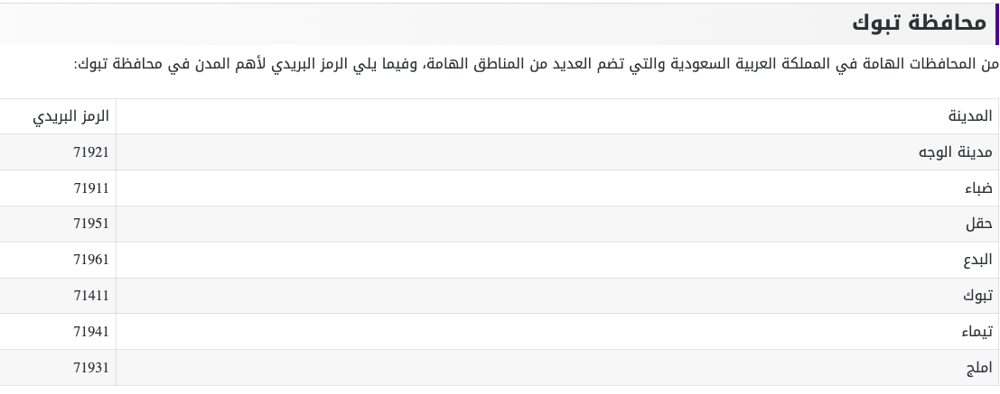 محافظة تبوك
من المحافظات الهامة في المملكة العربية السعودية والتي تضم العديد من المناطق الهامة، وفيما يلي الرمز البريدي لأهم المدن في محافظة تبوك:
المدينة الرمز البريدي
مدينة الوجه 71921
ضباء 71911
حقل 71951
البدع 71961
تبوك 71411
تيماء 71941
املج 71931